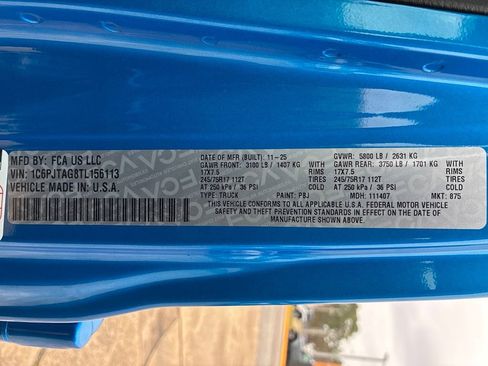 MFD BY: FCA US LLC
VIN: 1C6PJTAG8TL156113
VEHICLE MADE IN: U.S.A.
DATE OF MFR (BUILT): 11-25 GVWR: 5800 LB / 2631 KG
GAWR FRONT: 3100 LB / 1407 KG GAWR REAR: 3750 LB / 1701 KG
17X7.5 RIMS 17X7.5 RIMS
245/75R17 112T TIRES 245/75R17 112T TIRES
AT 250 kPa / 36 PSI AT 250 kPa / 36 PSI
TYPE: TRUCK PAINT: PBJ MDH: 111407 MKT: 875
THIS VEHICLE CONFORMS TO ALL APPLICABLE U.S.A. FEDERAL MOTOR VEHICLE
SAFETY STANDARDS AND THEFT PREVENTION STANDARDS IN EFFECT ON THE DATE OF
MANUFACTURE SHOWN ABOVE.